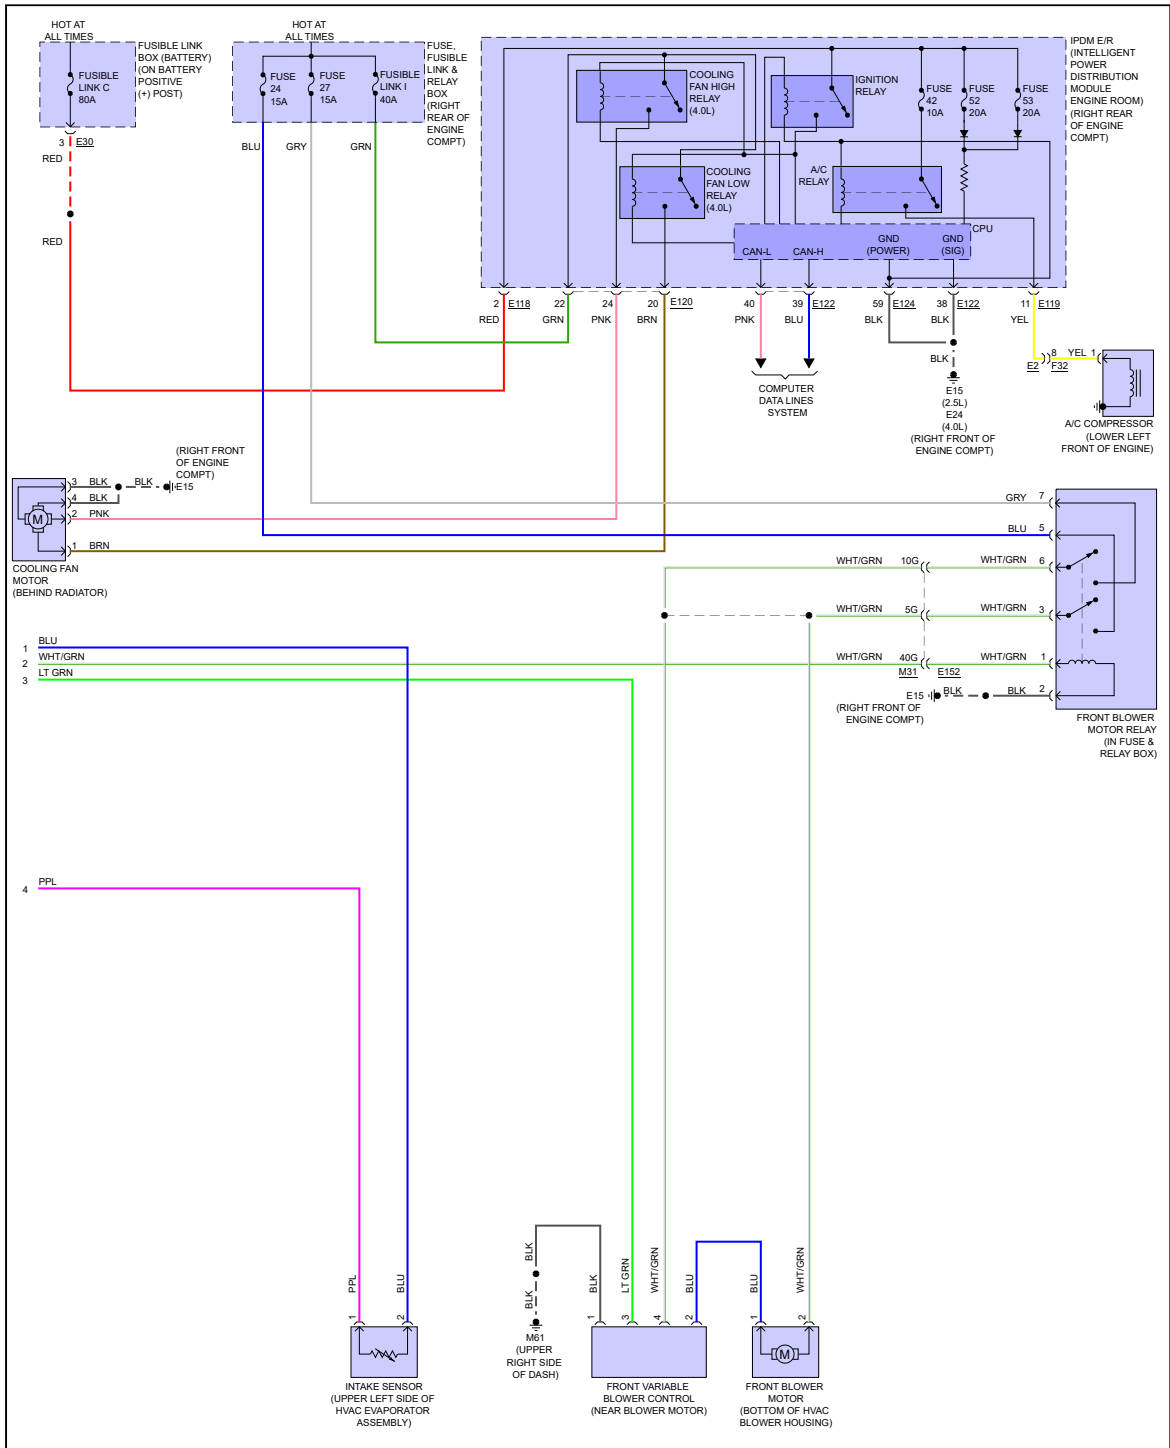 HOT AT
ALL TIMES
FUSIBLE
LINK C
80A
FUSIBLE LINK
BOX (BATTERY)
(ON BATTERY
POSTIVE
(+) POST)
3 E30
RED
RED
HOT AT
ALL TIMES
FUSE
24
15A
FUSE
27
15A
FUSIBLE
LINK I
40A
FUSE,
FUSIBLE
LINK &
RELAY
BOX
(RIGHT
REAR OF
ENGINE
COMPT)
BLU GRY GRN
COOLING
FAN HIGH
RELAY
(4.0L)
IGNITION
RELAY
FUSE
42
10A
FUSE
52
20A
FUSE
53
20A
IPDM E/R
(INTELLIGENT
POWER
DISTRIBUTION
MODULE
ENGINE ROOM)
(RIGHT REAR
OF ENGINE
COMPT)
COOLING
FAN LOW
RELAY
(4.0L)
A/C
RELAY
CPU
CAN-L CAN-H
GND
(POWER)
GND
(SIG)
2 E118 22 24 20 E120 40 39 E122 59 E124 38 E122 11 E119
RED GRN PNK BRN PNK BLU BLK BLK YEL
COMPUTER
DATA LINES
SYSTEM
BLK
E15
(2.5L)
E24
(4.0L)
(RIGHT FRONT OF
ENGINE COMPT)
8 YEL 1
E2 F32
A/C COMPRESSOR
(LOWER LEFT
FRONT OF ENGINE)
(RIGHT FRONT
OF ENGINE
COMPT)
3 BLK BLK E15
4 BLK
2 PNK
1 BRN
M
COOLING FAN
MOTOR
(BEHIND RADIATOR)
GRY 7
BLU 5
WHT/GRN 10G WHT/GRN 6
WHT/GRN 5G WHT/GRN 3
WHT/GRN 40G WHT/GRN 1
M31 E152
E15 BLK BLK 2
(RIGHT FRONT OF
ENGINE COMPT)
FRONT BLOWER
MOTOR RELAY
(IN FUSE &
RELAY BOX)
1 BLU
2 WHT/GRN
3 LT GRN
4 PPL
PPL
1
BLU
2
INTAKE SENSOR
(UPPER LEFT SIDE OF
HVAC EVAPORATOR
ASSEMBLY)
BLK
BLK
M61
(UPPER
RIGHT SIDE
OF DASH)
BLK
1
LT GRN
3
WHT/GRN
4
BLU
2
FRONT VARIABLE
BLOWER CONTROL
(NEAR BLOWER MOTOR)
BLU
1
WHT/GRN
2
M
FRONT BLOWER
MOTOR
(BOTTOM OF HVAC
BLOWER HOUSING)